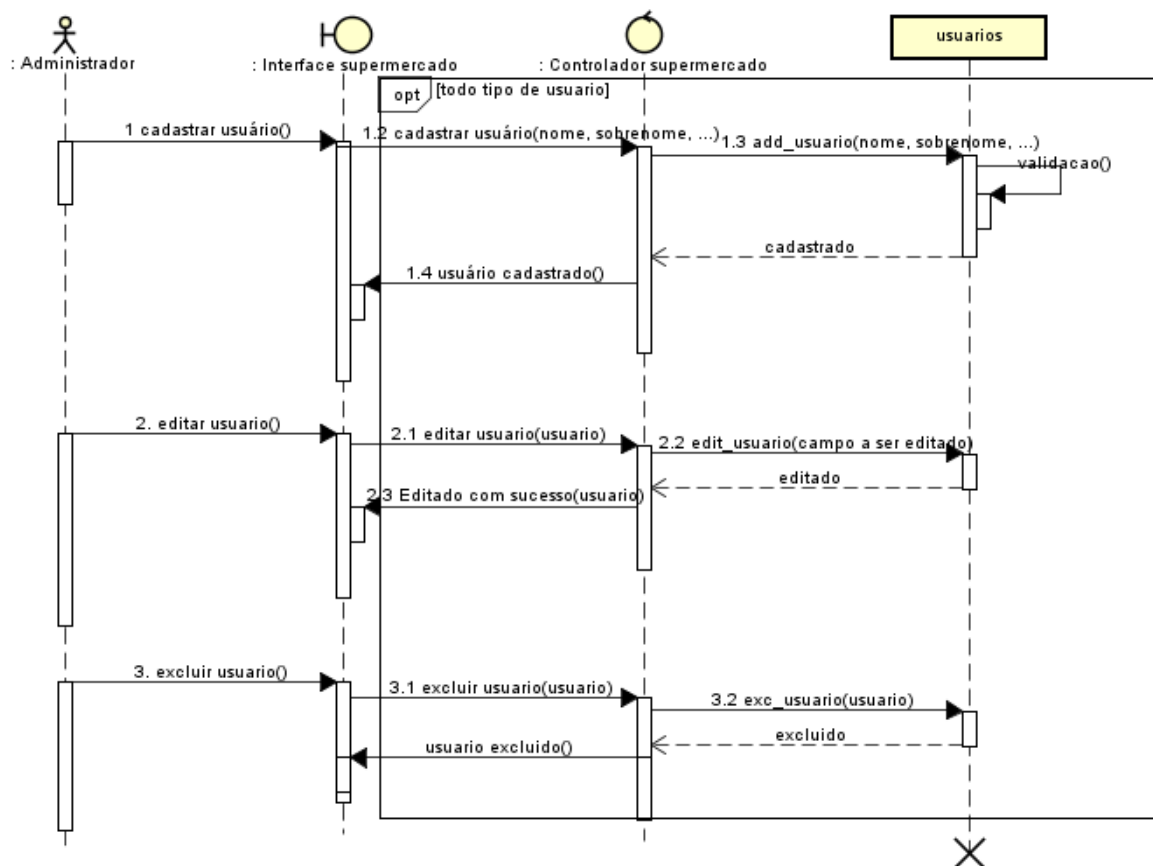 usuarios
: Administrador
: Interface supermercado
: Controlador supermercado
opt
[todo tipo de usuario]
1 cadastrar usuário()
1.2 cadastrar usuário(nome, sobrenome, ...)
1.3 add_usuario(nome, sobrenome, ...)
validacao()
cadastrado
1.4 usuário cadastrado()
2. editar usuario()
2.1 editar usuario(usuario)
2.2 edit_usuario(campo a ser editado)
editado
2.3 Editado com sucesso(usuario)
3. excluir usuario()
3.1 excluir usuario(usuario)
3.2 exc_usuario(usuario)
excluido
usuario excluido()